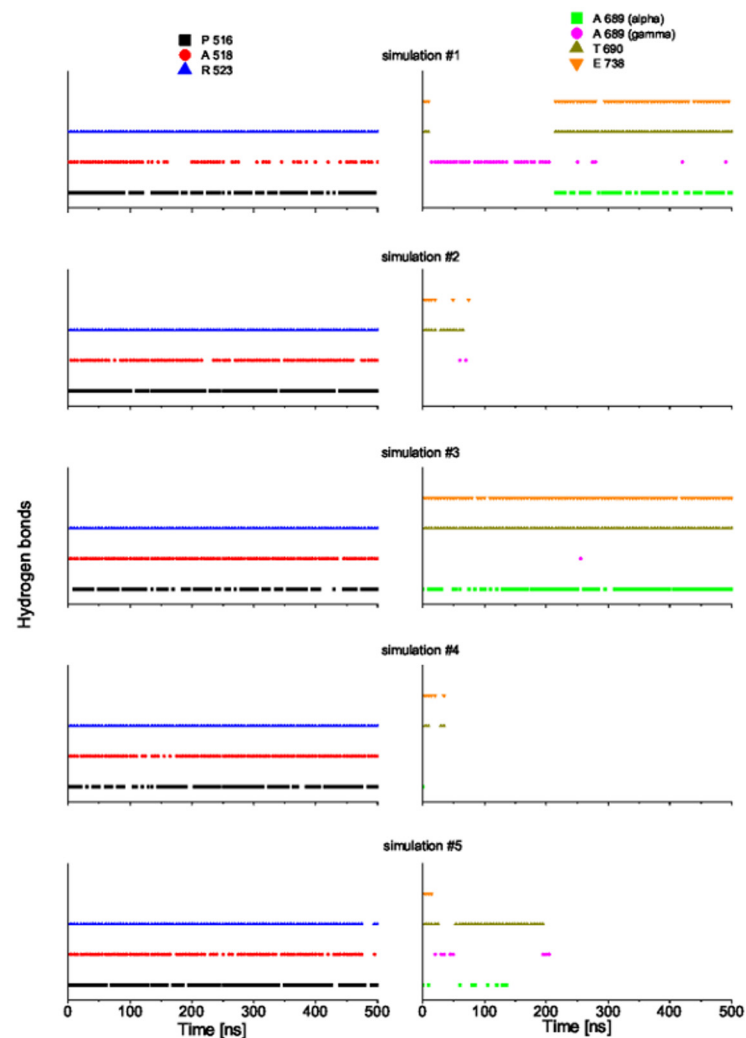 P 516
A 518
R 523
A 689 (alpha)
A 689 (gamma)
T 690
E 738
simulation #1
simulation #2
simulation #3
simulation #4
simulation #5
Hydrogen bonds
0 100 200 300 400 500
Time [ns]
0 100 200 300 400 500
Time [ns]